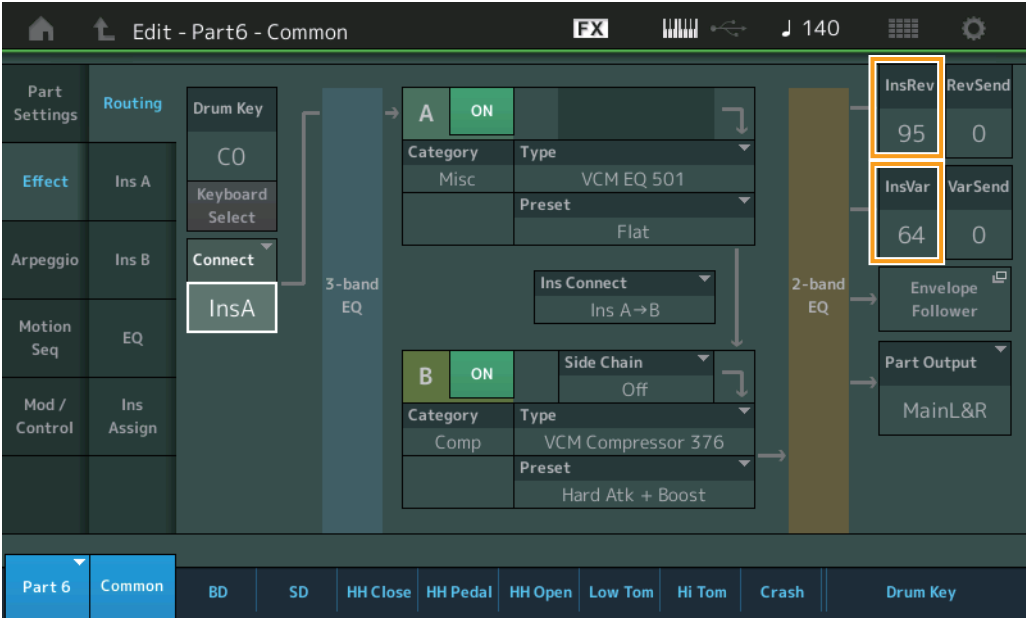 Edit - Part6 - Common
FX
♩ 140
Part
Settings
Effect
Arpeggio
Motion
Seq
Mod /
Control
Routing
Ins A
Ins B
EQ
Ins
Assign
Drum Key
C0
Keyboard
Select
Connect
InsA
3-band
EQ
A
ON
Category
Misc
Type
VCM EQ 501
Preset
Flat
Ins Connect
Ins A→B
B
ON
Side Chain
Off
Category
Comp
Type
VCM Compressor 376
Preset
Hard Atk + Boost
2-band
EQ
InsRev
95
RevSend
0
InsVar
64
VarSend
0
Envelope
Follower
Part Output
MainL&R
Part 6
Common
BD
SD
HH Close
HH Pedal
HH Open
Low Tom
Hi Tom
Crash
Drum Key